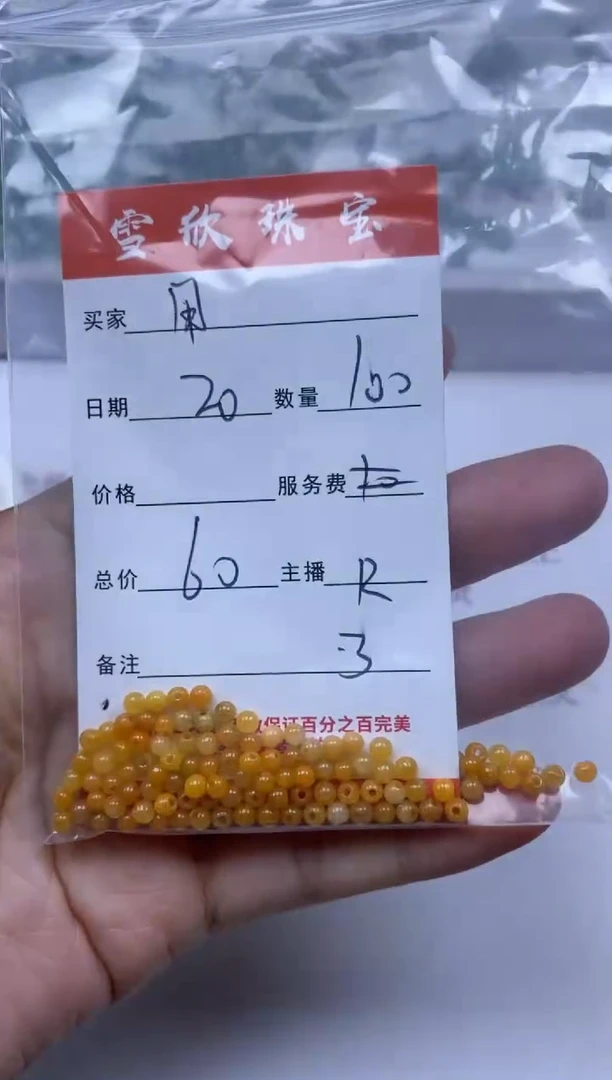 雪欣珠宝
买家
日期 20 数量 100
价格 服务费
总价 60 主播 R
备注 3
保证百分之百完美